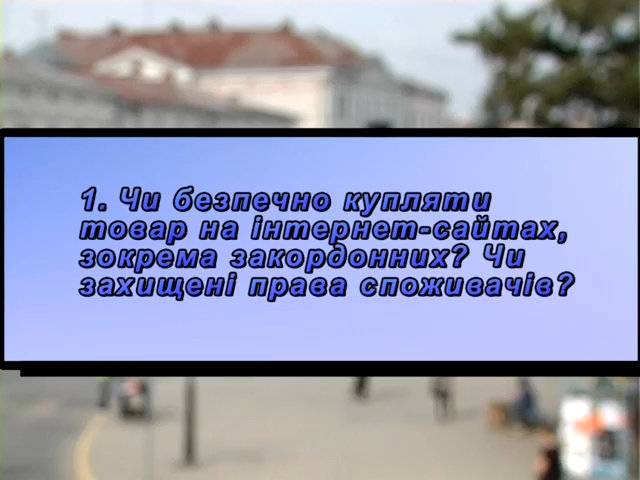 1. Чи безпечно купляти
товар на інтернет-сайтах,
зокрема закордонних? Чи
захищені права споживачів?